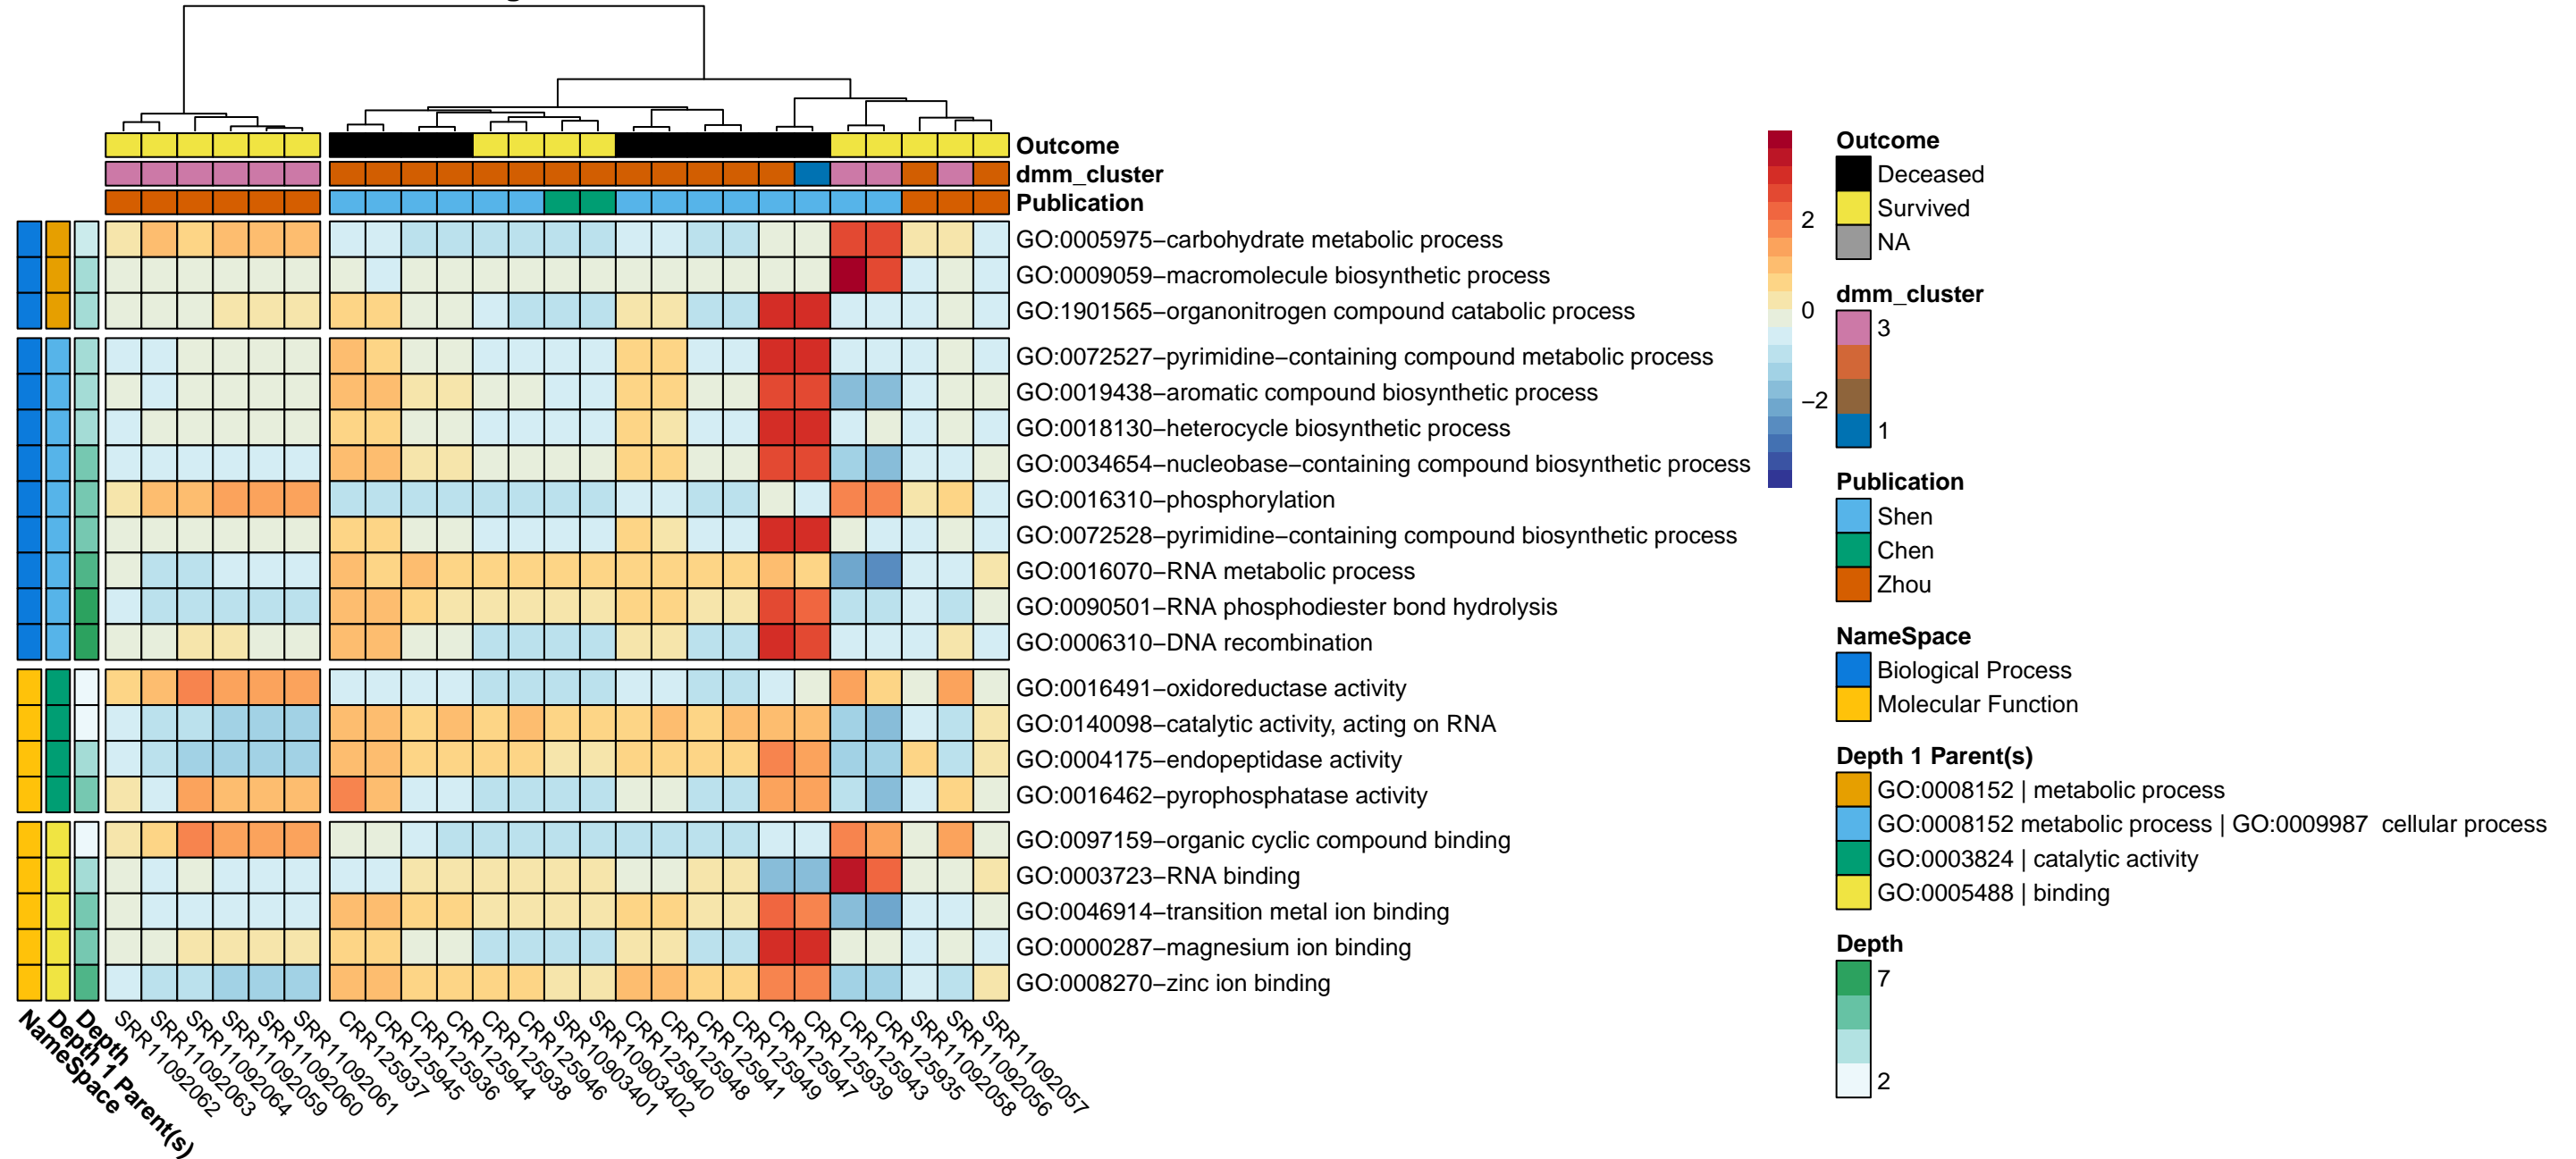 Outcome
dmm_cluster
Publication
GO:0005975−carbohydrate metabolic process
GO:0009059−macromolecule biosynthetic process
GO:1901565−organonitrogen compound catabolic process
GO:0072527−pyrimidine−containing compound metabolic process
GO:0019438−aromatic compound biosynthetic process
GO:0018130−heterocycle biosynthetic process
GO:0034654−nucleobase−containing compound biosynthetic process
GO:0016310−phosphorylation
GO:0072528−pyrimidine−containing compound biosynthetic process
GO:0016070−RNA metabolic process
GO:0090501−RNA phosphodiester bond hydrolysis
GO:0006310−DNA recombination
GO:0016491−oxidoreductase activity
GO:0140098−catalytic activity, acting on RNA
GO:0004175−endopeptidase activity
GO:0016462−pyrophosphatase activity
GO:0097159−organic cyclic compound binding
GO:0003723−RNA binding
GO:0046914−transition metal ion binding
GO:0000287−magnesium ion binding
GO:0008270−zinc ion binding
NameSpace
Depth 1 Parent(s)
Depth
SRR11092062
SRR11092063
SRR11092064
SRR11092059
SRR11092060
SRR11092061
CRR125937
CRR125945
CRR125936
CRR125944
CRR125938
CRR125946
SRR10903401
SRR10903402
CRR125940
CRR125948
CRR125941
CRR125949
CRR125947
CRR125939
CRR125943
CRR125935
SRR11092058
SRR11092056
SRR11092057
2
0
−2
Outcome
Deceased
Survived
NA
dmm_cluster
3
1
Publication
Shen
Chen
Zhou
NameSpace
Biological Process
Molecular Function
Depth 1 Parent(s)
GO:0008152 | metabolic process
GO:0008152 metabolic process | GO:0009987  cellular process
GO:0003824 | catalytic activity
GO:0005488 | binding
Depth
7
2